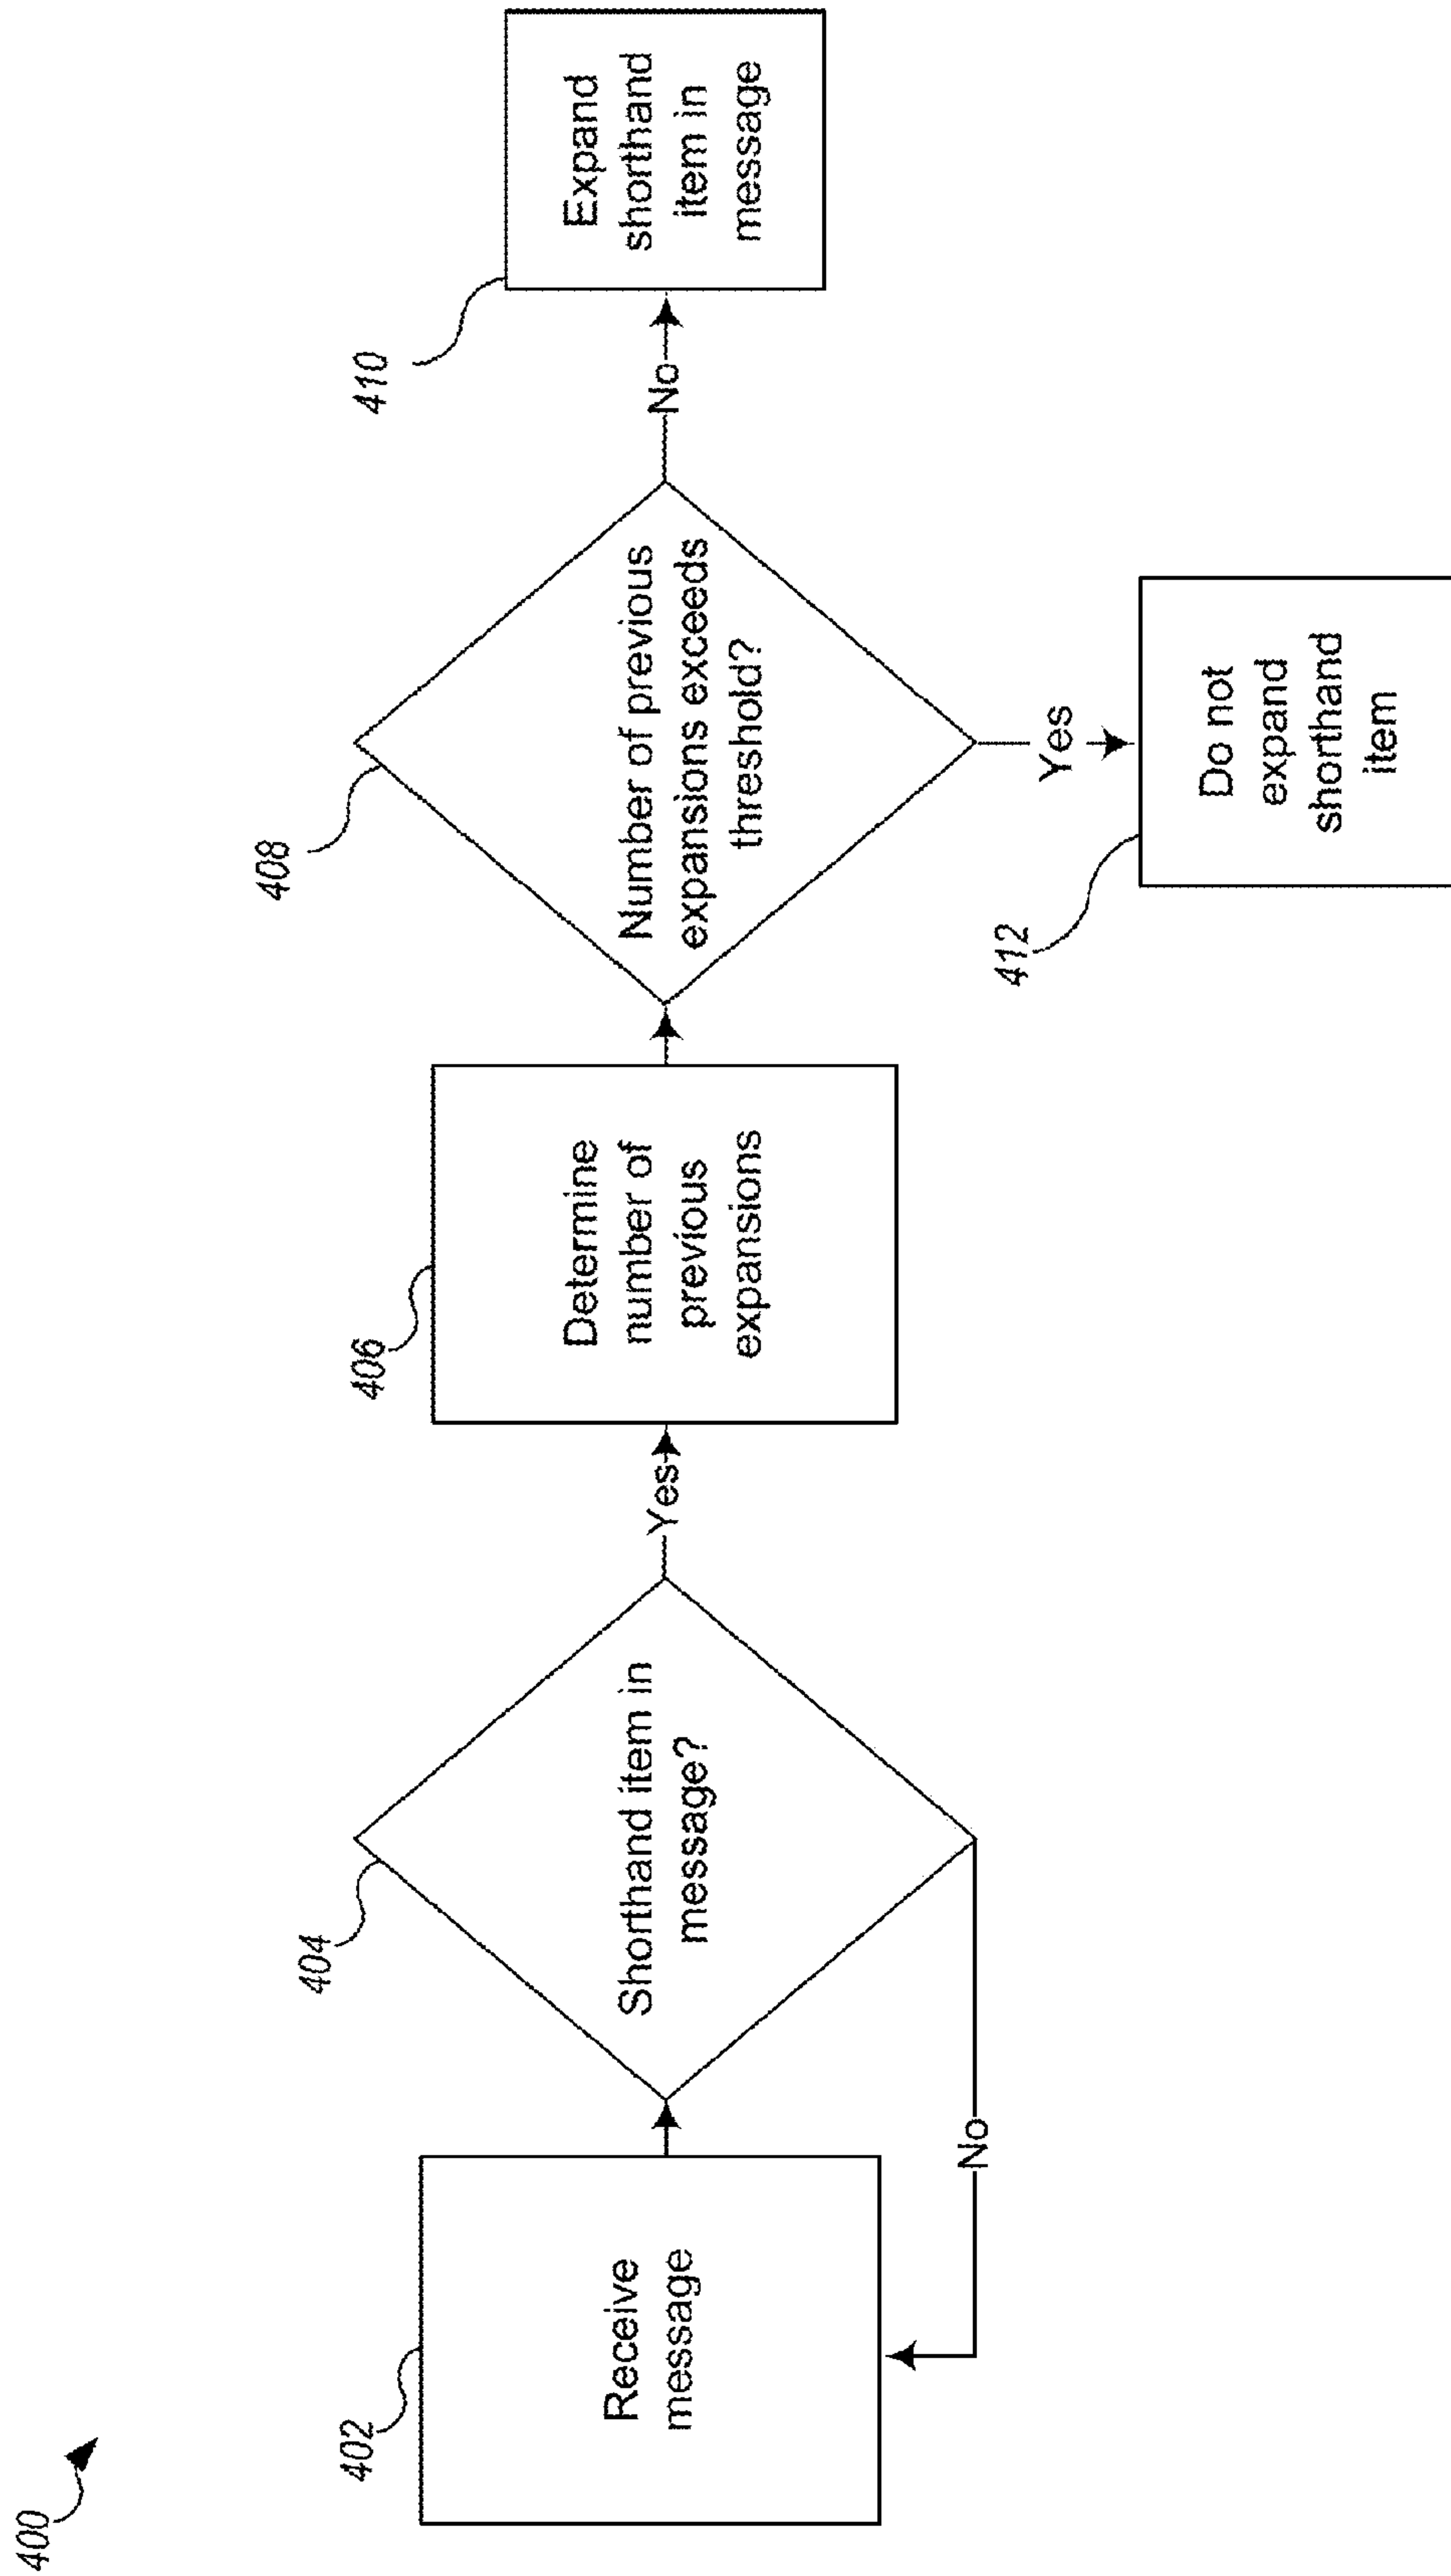 400
402
Receive
message
404
Shorthand item in
message?
Yes
No
406
Determine
number of
previous
expansions
408
Number of previous
expansions exceeds
threshold?
No
Yes
410
Expand
shorthand
item in
message
412
Do not
expand
shorthand
item